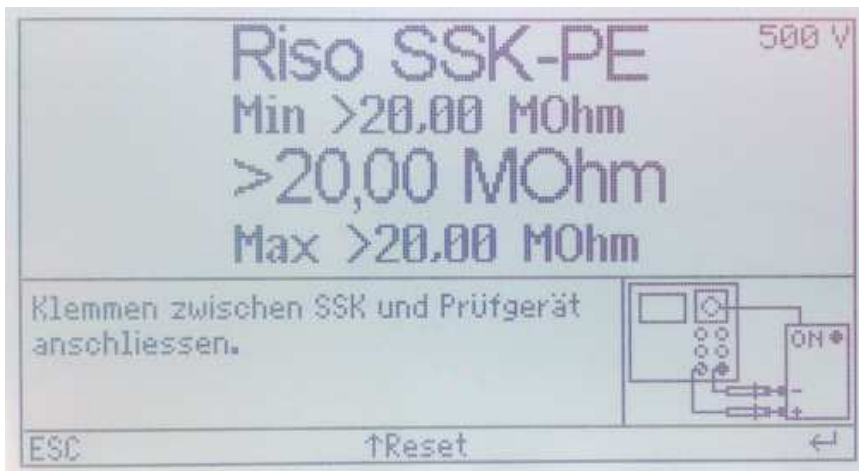 Riso SSK-PE 500 V
Min >20,00 MOhm
>20,00 MOhm
Max >20,00 MOhm
Klemmen zwischen SSK und Prüfgerät
anschliessen.
ON
-
+
ESC ↑Reset ↵